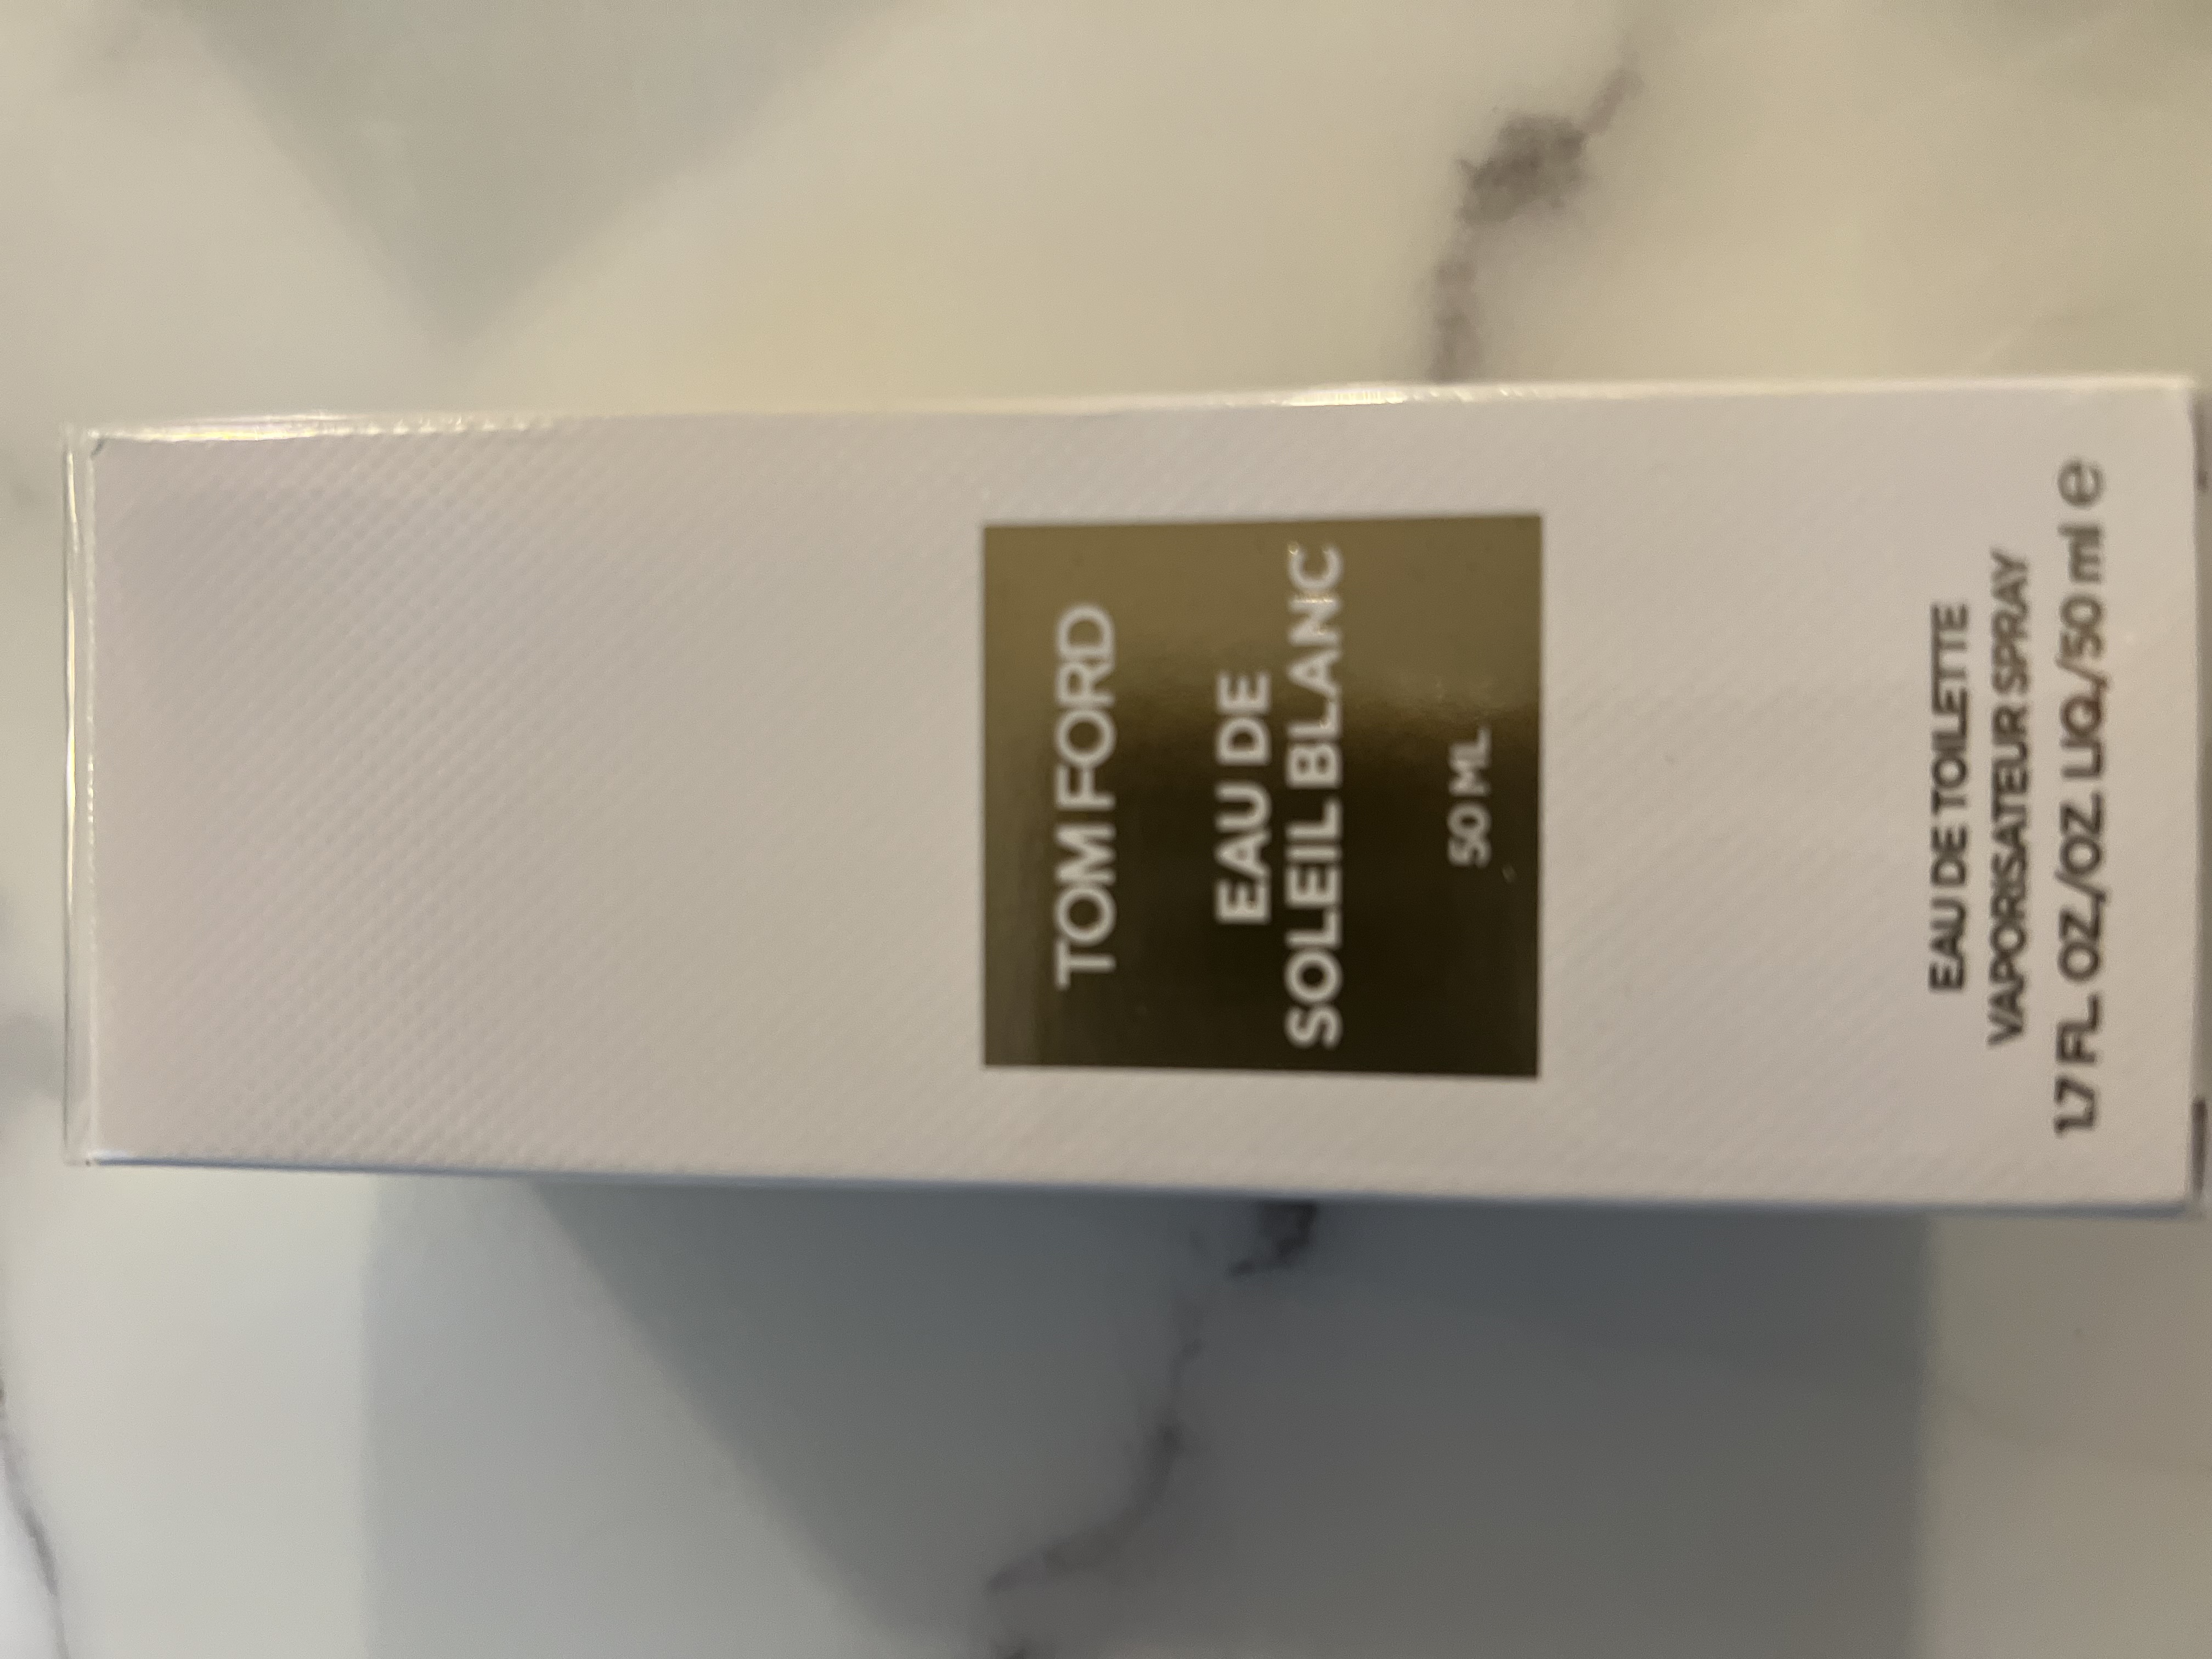 TOM FORD
EAU DE
SOLEIL BLANC
50 ML
EAU DE TOILETTE
VAPORISATEUR SPRAY
1.7 FL. OZ./OZ. LIQ./50 ml e